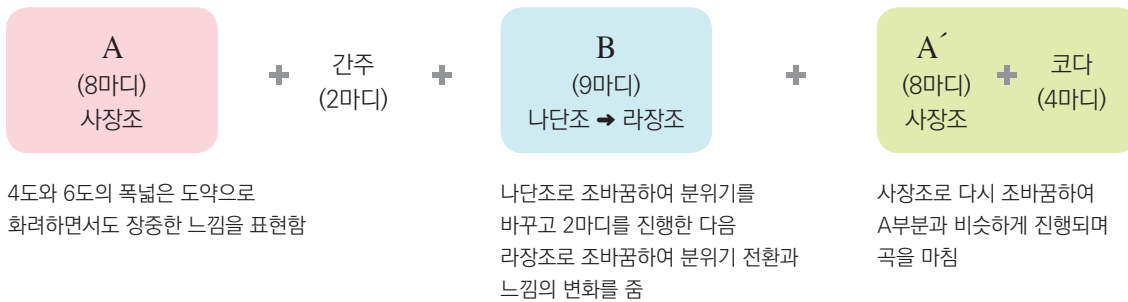 A
(8마디)
사장조
+
간주
(2마디)
+
B
(9마디)
나단조 ➔ 라장조
+
A´
(8마디)
사장조
+
코다
(4마디)
4도와 6도의 폭넓은 도약으로
화려하면서도 장중한 느낌을 표현함
나단조로 조바꿈하여 분위기를
바꾸고 2마디를 진행한 다음
라장조로 조바꿈하여 분위기 전환과
느낌의 변화를 줌
사장조로 다시 조바꿈하여
A부분과 비슷하게 진행되며
곡을 마침